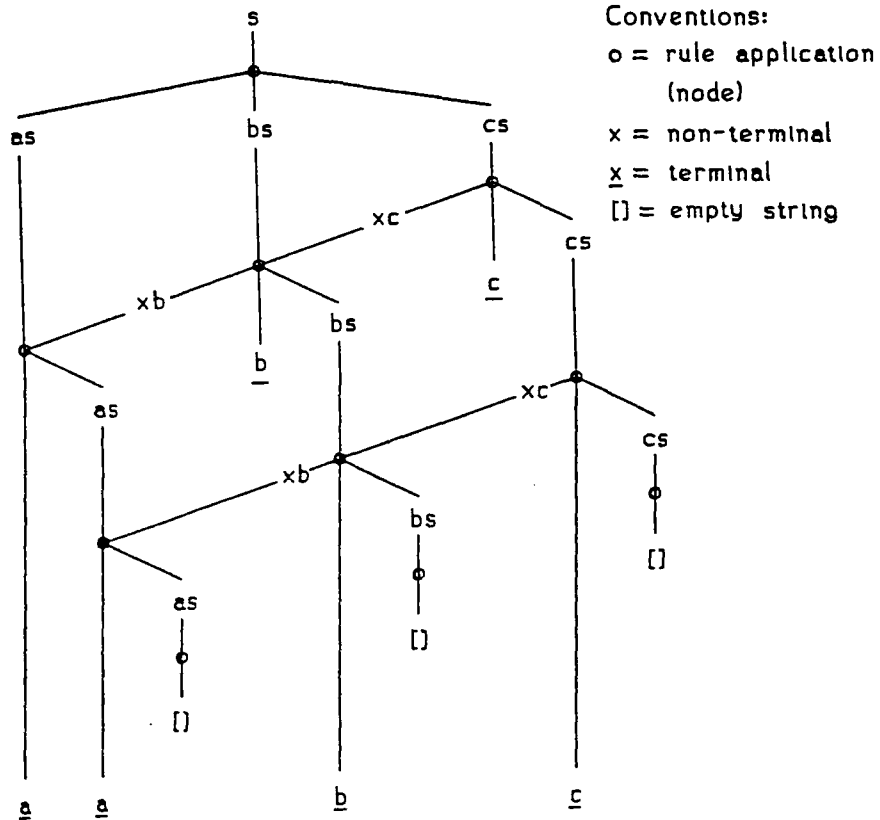 s
Conventions:
o = rule application
(node)
x = non-terminal
x = terminal
[] = empty string
as bs cs
xc
cs
c
xb
bs
b
xc
as
cs
xb
bs
[]
as
[]
[]
a a b c